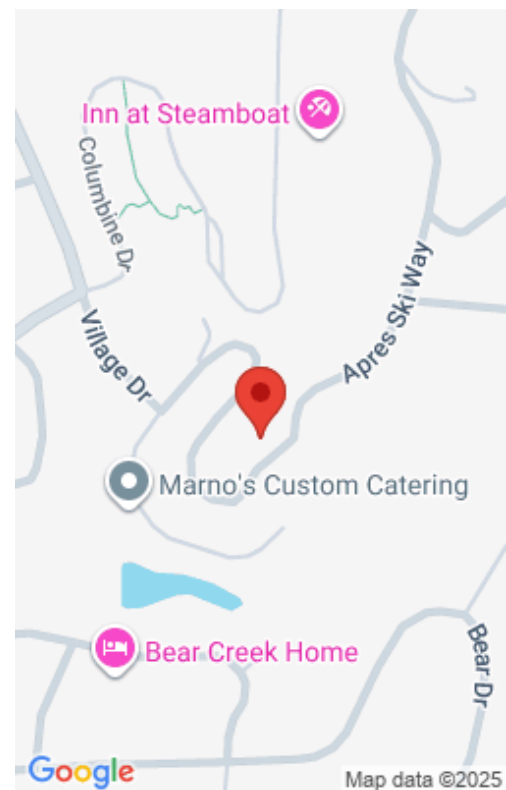 Inn at Steamboat
Columbine Dr
Apres Ski Way
Village Dr
Marno's Custom Catering
Bear Creek Home
Bear Dr
Google
Map data ©2025